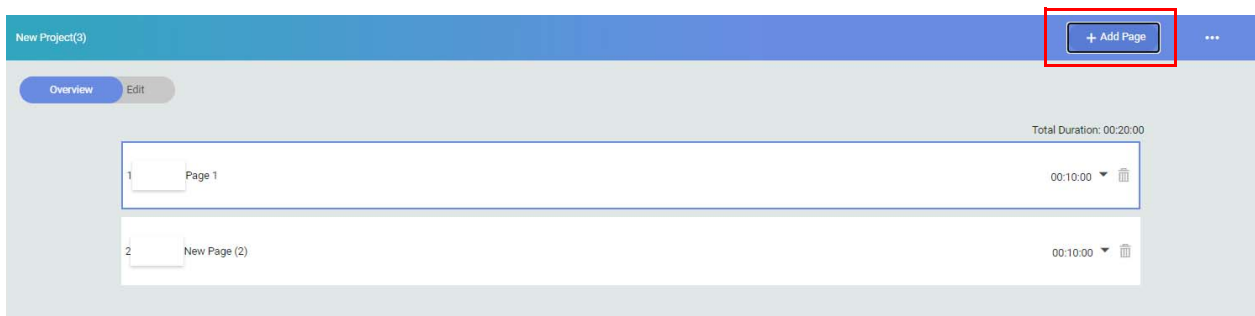 New Project(3)
+ Add Page
...
Overview
Edit
Total Duration: 00:20:00
1 Page 1 00:10:00
2 New Page (2) 00:10:00